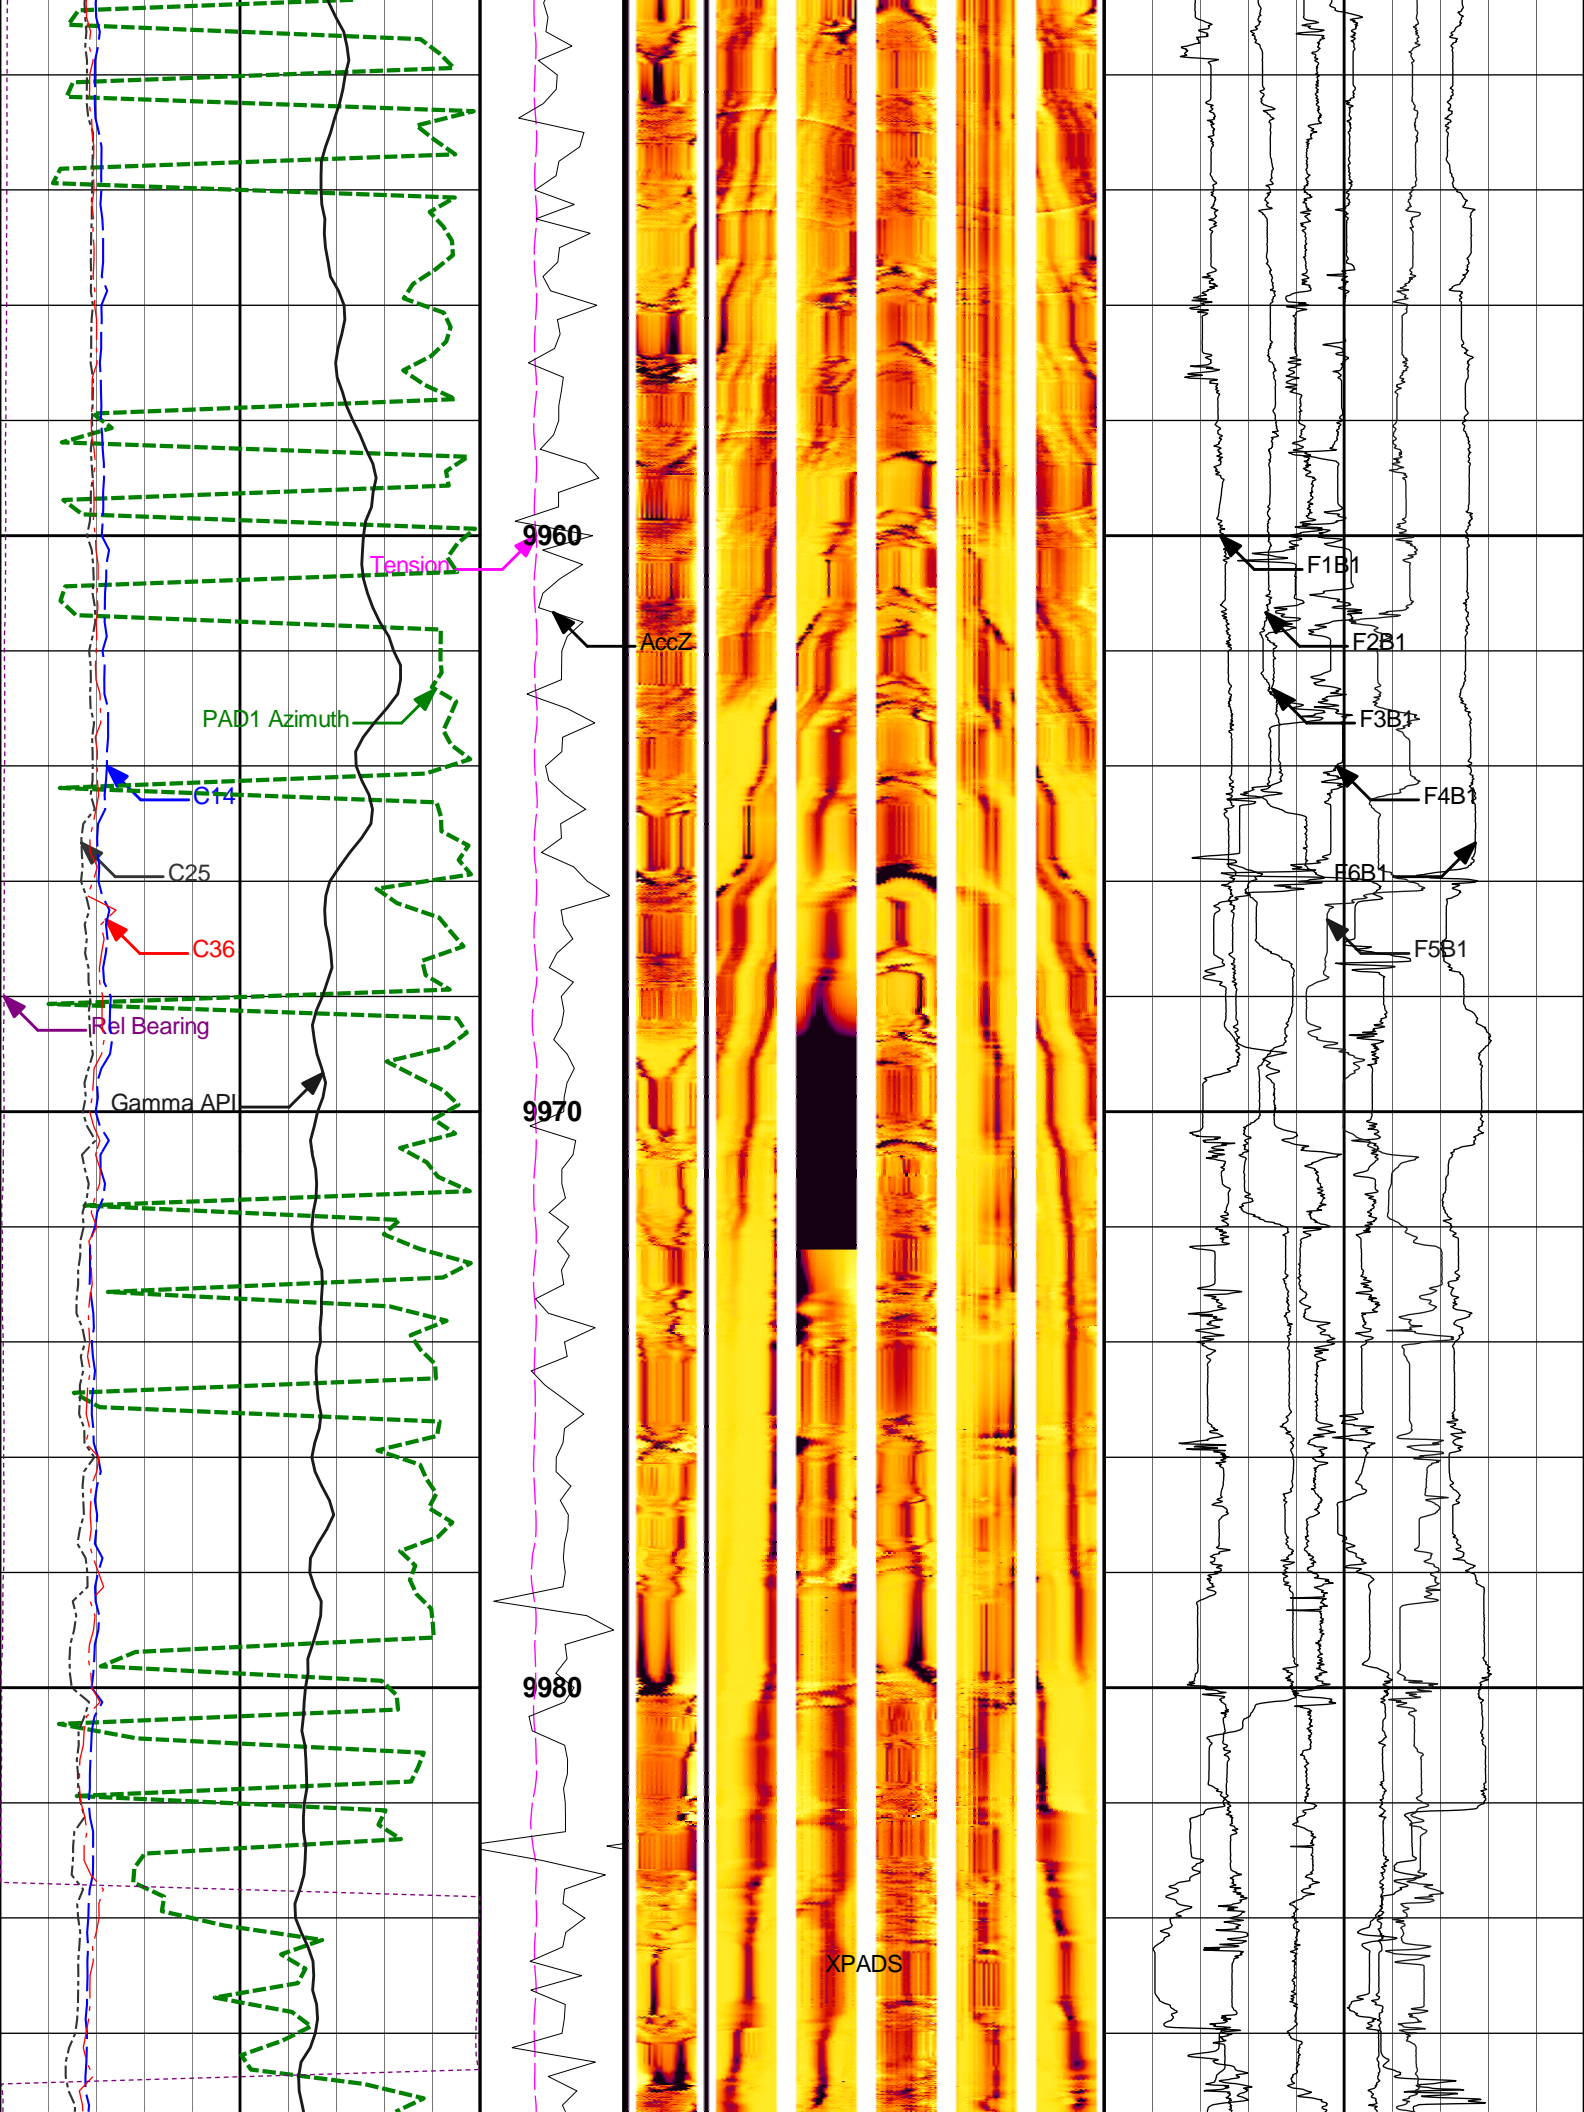 9960
Tension
F1B1
AccZ
F2B1
PAD1 Azimuth
F3B1
C14
F4B1
C25
F6B1
C36
F5B1
Rel Bearing
Gamma API
9970
9980
XPADS